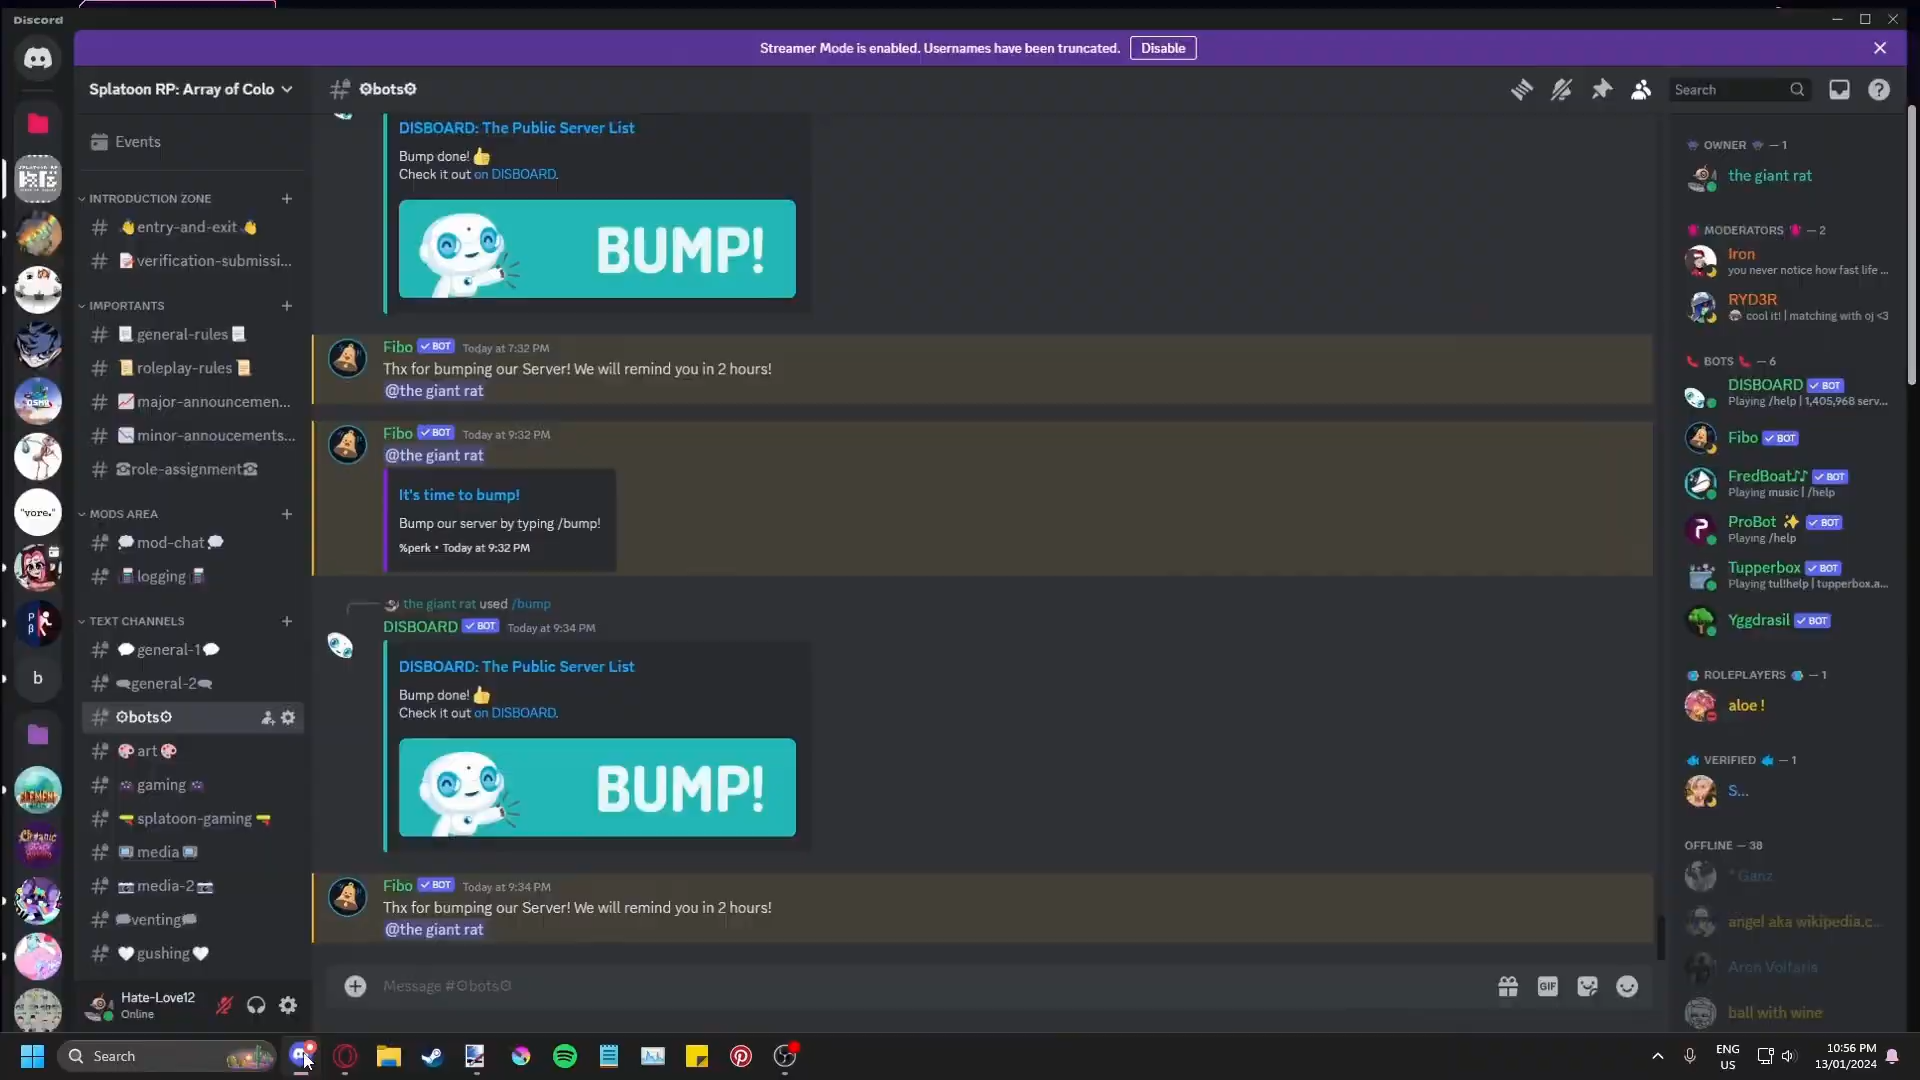 Discord
Streamer Mode is enabled. Usernames have been truncated.
Disable
Splatoon RP: Array of Colo
Events
INTRODUCTION ZONE
entry-and-exit
verification-submissi...
IMPORTANTS
general-rules
roleplay-rules
major-announcemen...
minor-annoucements...
role-assignment
MODS AREA
mod-chat
logging
TEXT CHANNELS
general-1
general-2
bots
art
gaming
splatoon-gaming
media
media-2
venting
gushing
Hate-Love12
Online
"vore."
b
bots
Search
DISBOARD: The Public Server List
Bump done! 👍
Check it out on DISBOARD.
BUMP!
Fibo BOT Today at 7:32 PM
Thx for bumping our Server! We will remind you in 2 hours!
@the giant rat
Fibo BOT Today at 9:32 PM
@the giant rat
It's time to bump!
Bump our server by typing /bump!
%perk • Today at 9:32 PM
the giant rat used /bump
DISBOARD BOT Today at 9:34 PM
DISBOARD: The Public Server List
Bump done! 👍
Check it out on DISBOARD.
BUMP!
Fibo BOT Today at 9:34 PM
Thx for bumping our Server! We will remind you in 2 hours!
@the giant rat
Message #⚙bots⚙
GIF
OWNER — 1
the giant rat
MODERATORS — 2
Iron
you never notice how fast life ...
RYD3R
cool it! | matching with oj <3
BOTS — 6
DISBOARD BOT
Playing /help | 1,405,968 serv...
Fibo BOT
FredBoat♪♪ BOT
Playing music | /help
ProBot ✨ BOT
Playing /help
Tupperbox BOT
Playing tul!help | tupperbox.a...
Yggdrasil BOT
ROLEPLAYERS — 1
aloe !
VERIFIED — 1
S...
OFFLINE — 38
* Ganz
angel aka wikipedia.c...
Aron Volfaris
ball with wine
Search
ENG
US
10:56 PM
13/01/2024